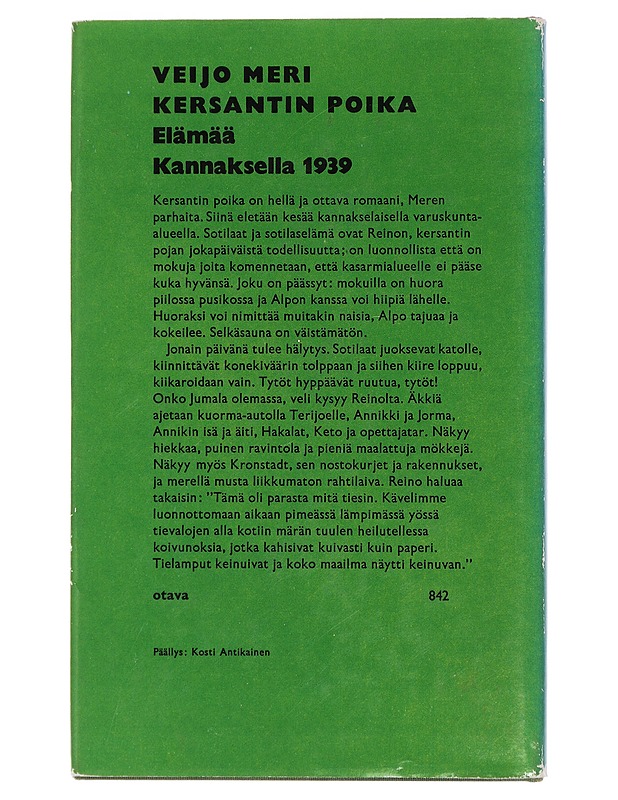 VEIJO MERI
KERSANTIN POIKA
Elämää
Kannaksella 1939
Kersantin poika on hellä ja ottava romaani, Meren
parhaita. Siinä eletään kesää kannakselaisella varuskunta-
alueella. Sotilaat ja sotilaselämä ovat Reinon, kersantin
pojan jokapäiväistä todellisuutta; on luonnollista että on
mokuja joita komennetaan, että kasarmialueelle ei pääse
kuka hyvänsä. Joku on päässyt: mokuilla on huora
piilossa pusikossa ja Alpon kanssa voi hiipiä lähelle.
Huoraksi voi nimittää muitakin naisia, Alpo tajuaa ja
kokeilee. Selkäsauna on väistämätön.
Jonain päivänä tulee hälytys. Sotilaat juoksevat katolle,
kiinnittävät konekiväärin tolppaan ja siihen kiire loppuu,
kiikaroidaan vain. Tytöt hyppäävät ruutua, tytöt!
Onko Jumala olemassa, veli kysyy Reinolta. Äkkiä
ajetaan kuorma-autolla Terijoelle, Annikki ja Jorma,
Annikin isä ja äiti, Hakalat, Keto ja opettajatar. Näkyy
hiekkaa, puinen ravintola ja pieniä maalattuja mökkejä.
Näkyy myös Kronstadt, sen nostokurjet ja rakennukset,
ja merellä musta liikkumaton rahtilaiva. Reino haluaa
takaisin: ”Tämä oli parasta mitä tiesin. Kävelimme
luonnottomaan aikaan pimeässä lämpimässä yössä
tievalojen alla kotiin märän tuulen heilutellessa
koivunoksia, jotka kahisivat kuivasti kuin paperi.
Tielamput keinuivat ja koko maailma näytti keinuvan.”
otava 842
Päällys: Kosti Antikainen